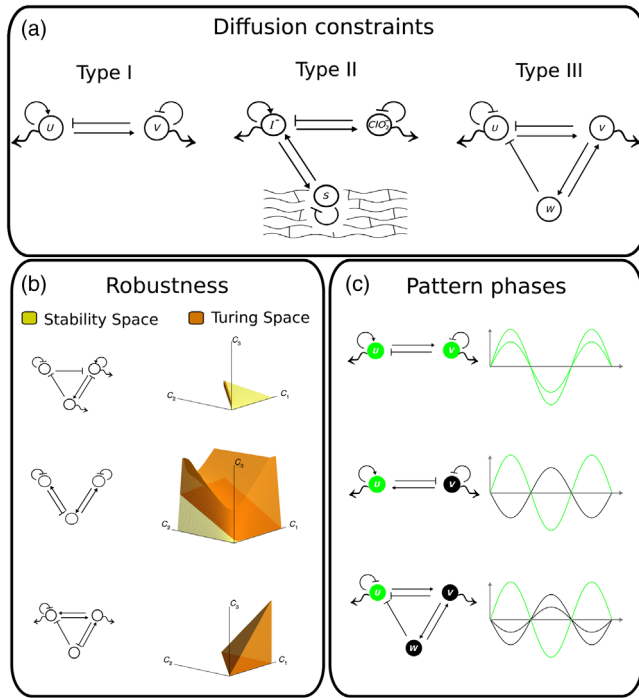 (a) Diffusion constraints
Type I
Type II
Type III
U
V
I⁻
ClO₂⁻
S
U
V
W
(b) Robustness
Stability Space
Turing Space
C₃
C₂
C₁
C₃
C₂
C₁
C₃
C₂
C₁
(c) Pattern phases
U
V
U
V
U
V
W